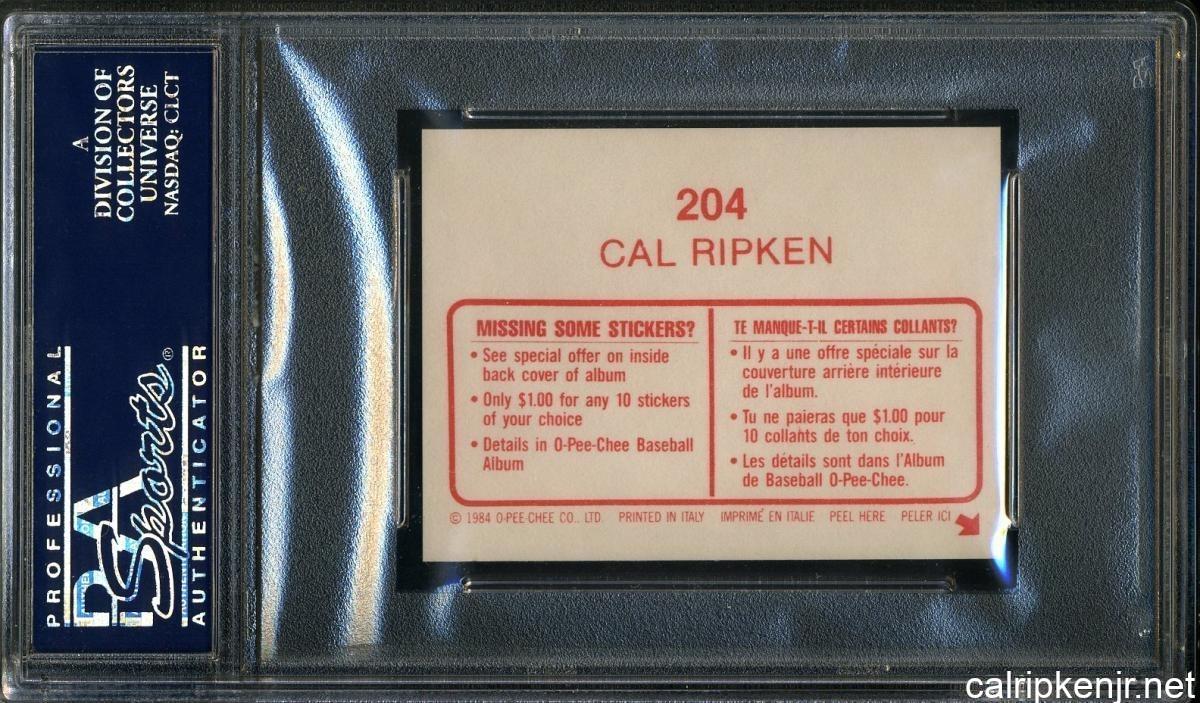 A
DIVISION OF
COLLECTORS
UNIVERSE
NASDAQ: CLCT
PROFESSIONAL
PSA
Sports®
AUTHENTICATOR
204
CAL RIPKEN
MISSING SOME STICKERS?
• See special offer on inside
back cover of album
• Only $1.00 for any 10 stickers
of your choice
• Details in O-Pee-Chee Baseball
Album
TE MANQUE-T-IL CERTAINS COLLANTS?
• Il y a une offre spéciale sur la
couverture arrière intérieure
de l'album.
• Tu ne paieras que $1.00 pour
10 collants de ton choix.
• Les détails sont dans l'Album
de Baseball O-Pee-Chee.
© 1984 O-PEE-CHEE CO., LTD. PRINTED IN ITALY IMPRIMÉ EN ITALIE PEEL HERE PELER ICI
calripkenjr.net